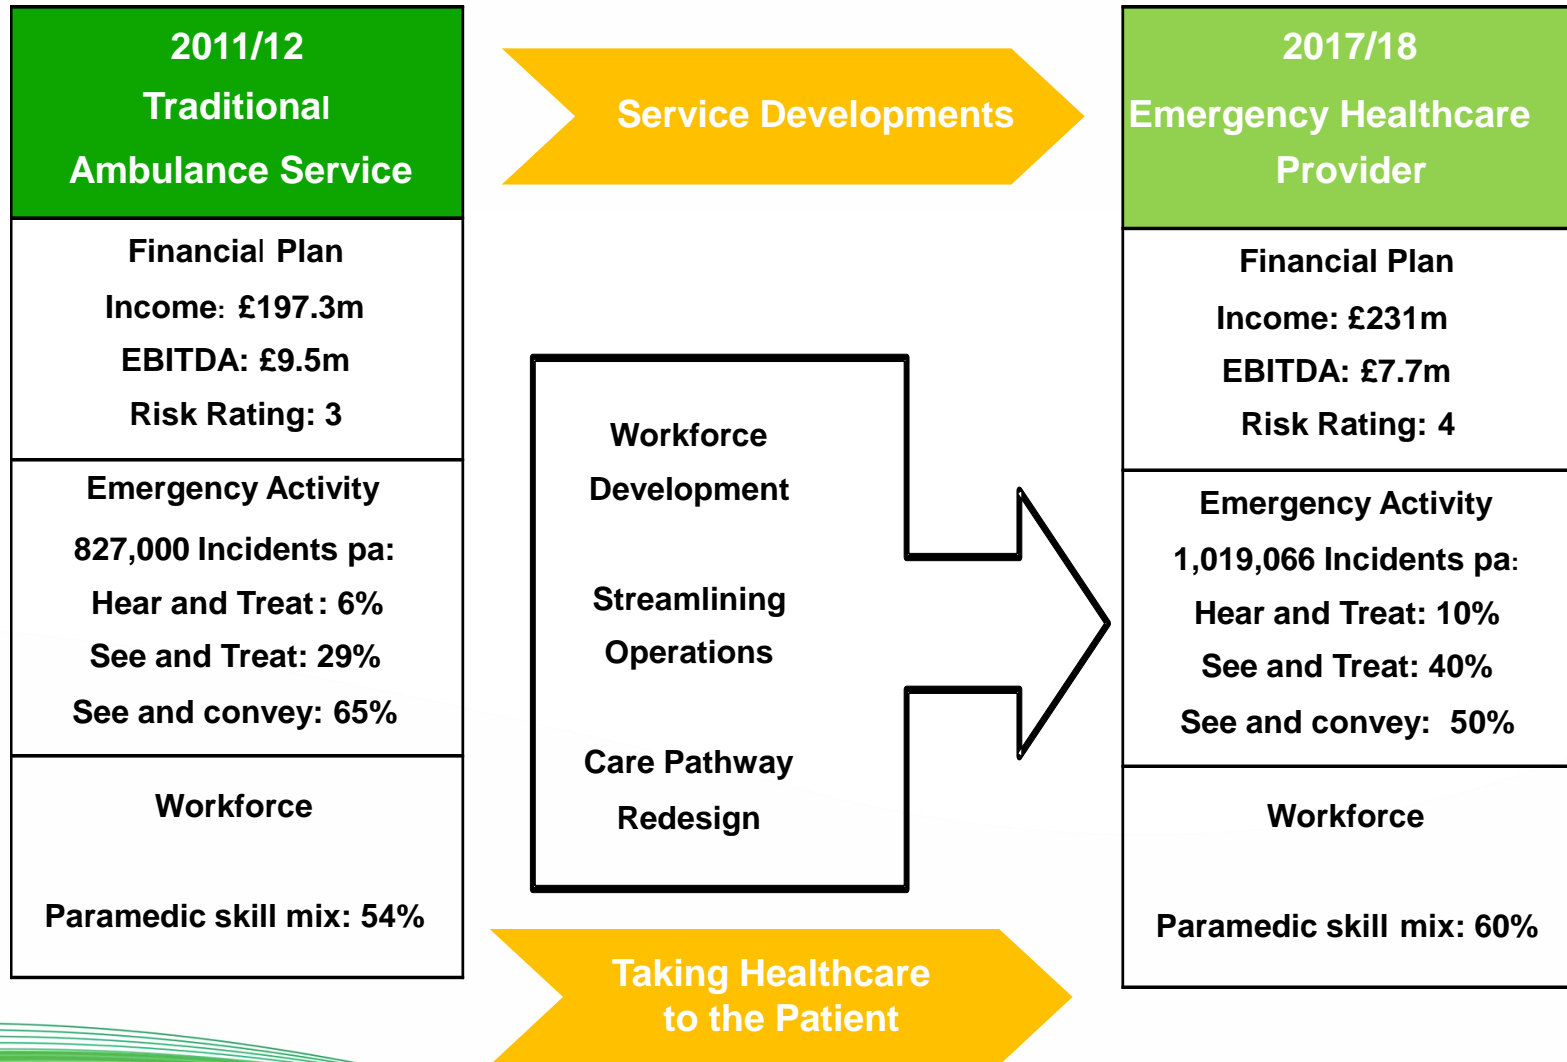 2011/12
Traditional
Ambulance Service
Financial Plan
Income: £197.3m
EBITDA: £9.5m
Risk Rating: 3
Emergency Activity
827,000 Incidents pa:
Hear and Treat: 6%
See and Treat: 29%
See and convey: 65%
Workforce
Paramedic skill mix: 54%
Service Developments
Workforce
Development
Streamlining
Operations
Care Pathway
Redesign
Taking Healthcare
to the Patient
2017/18
Emergency Healthcare
Provider
Financial Plan
Income: £231m
EBITDA: £7.7m
Risk Rating: 4
Emergency Activity
1,019,066 Incidents pa:
Hear and Treat: 10%
See and Treat: 40%
See and convey: 50%
Workforce
Paramedic skill mix: 60%